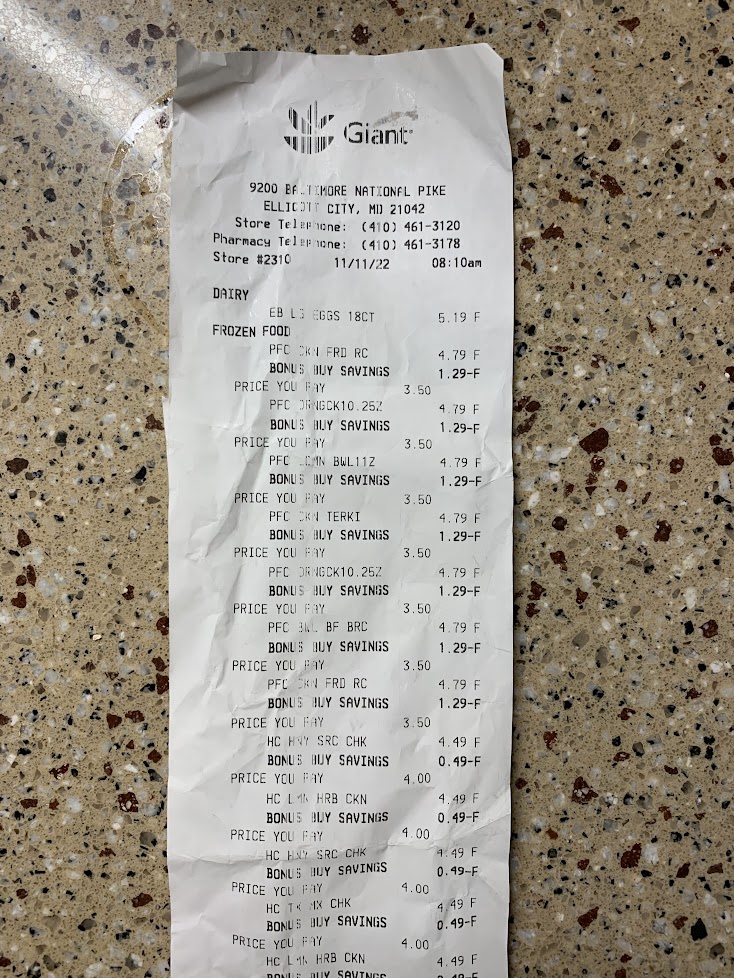 Giant
9200 BALTIMORE NATIONAL PIKE
ELLICOTT CITY, MD 21042
Store Telephone: (410) 461-3120
Pharmacy Telephone: (410) 461-3178
Store #2310 11/11/22 08:10am
DAIRY
EB LG EGGS 18CT 5.19 F
FROZEN FOOD
PFC CKN FRD RC 4.79 F
BONUS BUY SAVINGS 1.29-F
PRICE YOU PAY 3.50
PFC ORNGCK10.25Z 4.79 F
BONUS BUY SAVINGS 1.29-F
PRICE YOU PAY 3.50
PFC BWL11Z 4.79 F
BONUS BUY SAVINGS 1.29-F
PRICE YOU PAY 3.50
PFC CKN TERKI 4.79 F
BONUS BUY SAVINGS 1.29-F
PRICE YOU PAY 3.50
PFC ORNGCK10.25Z 4.79 F
BONUS BUY SAVINGS 1.29-F
PRICE YOU PAY 3.50
PFC BWL BF BRC 4.79 F
BONUS BUY SAVINGS 1.29-F
PRICE YOU PAY 3.50
PFC CKN FRD RC 4.79 F
BONUS BUY SAVINGS 1.29-F
PRICE YOU PAY 3.50
HC HNY SRC CHK 4.49 F
BONUS BUY SAVINGS 0.49-F
PRICE YOU PAY 4.00
HC LMN HRB CKN 4.49 F
BONUS BUY SAVINGS 0.49-F
PRICE YOU PAY 4.00
HC HNY SRC CHK 4.49 F
BONUS BUY SAVINGS 0.49-F
PRICE YOU PAY 4.00
HC TX MX CHK 4.49 F
BONUS BUY SAVINGS 0.49-F
PRICE YOU PAY 4.00
HC LMN HRB CKN 4.49 F
BONUS BUY SAVINGS 0.49-F